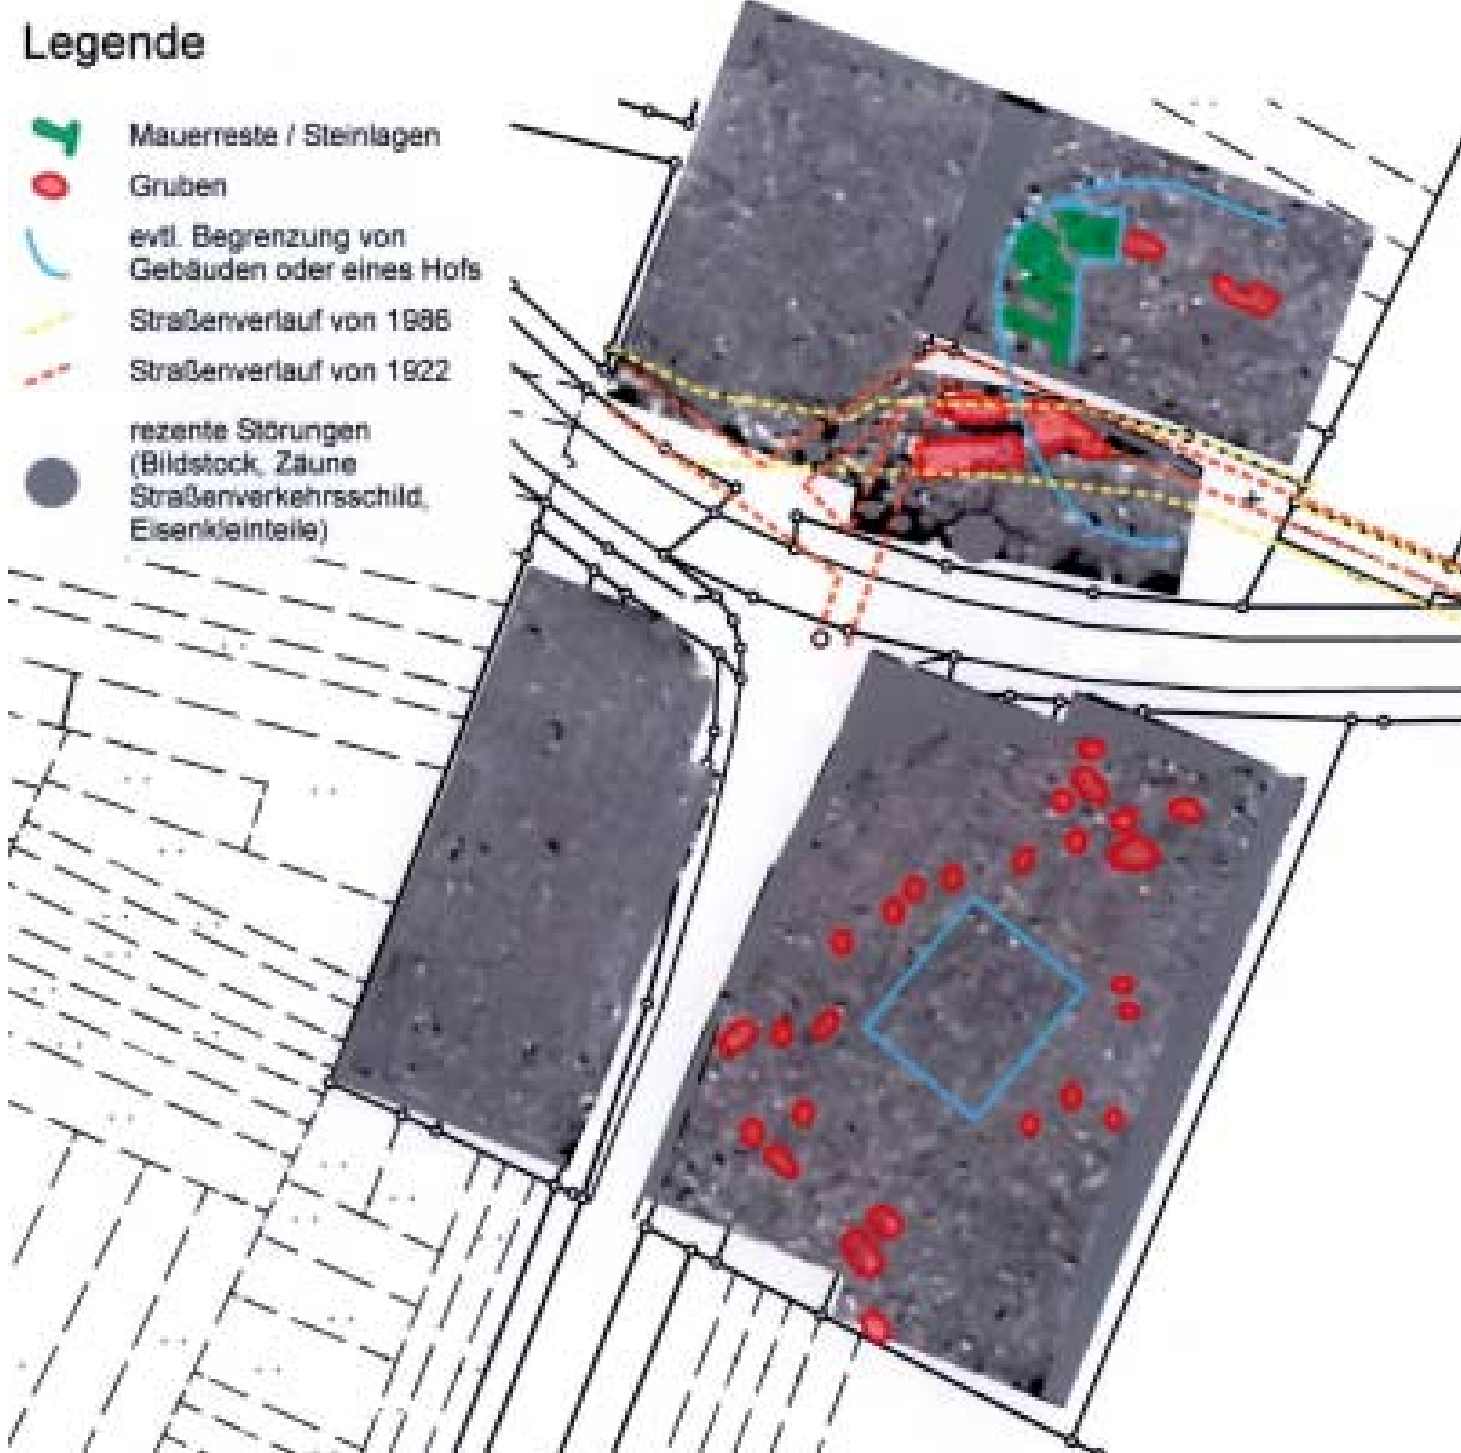 Legende
Mauerreste / Steinlagen
Gruben
evtl. Begrenzung von
Gebäuden oder eines Hofs
Straßenverlauf von 1986
Straßenverlauf von 1922
rezente Störungen
(Bildstock, Zäune
Straßenverkehrsschild,
Eisenkleinteile)